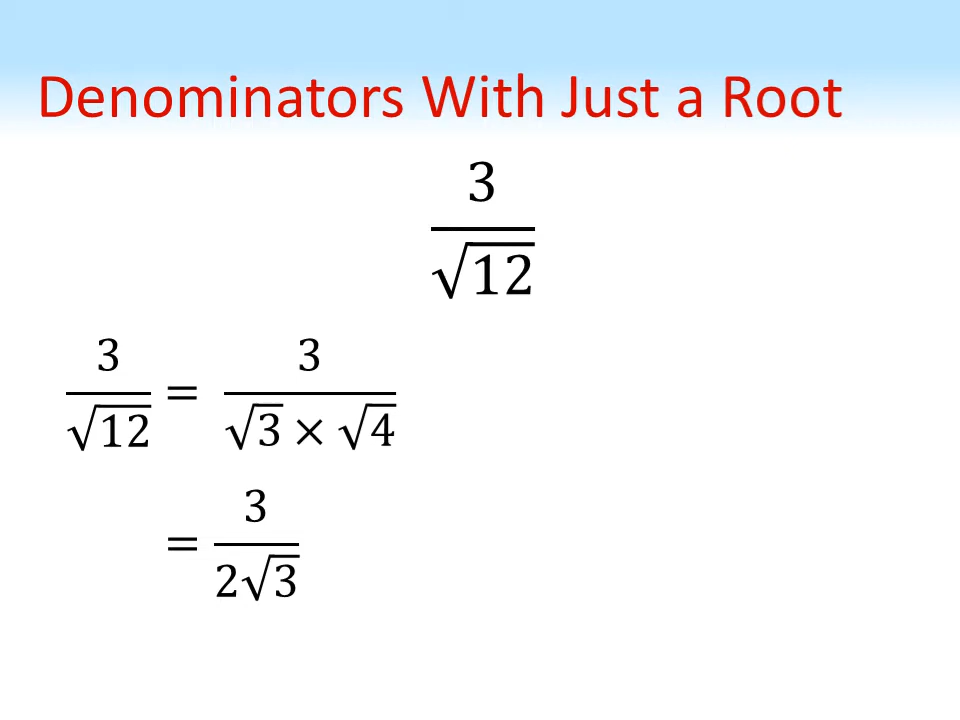 Denominators With Just a Root
3
√12
3/√12 = 3/(√3 × √4)
= 3/(2√3)